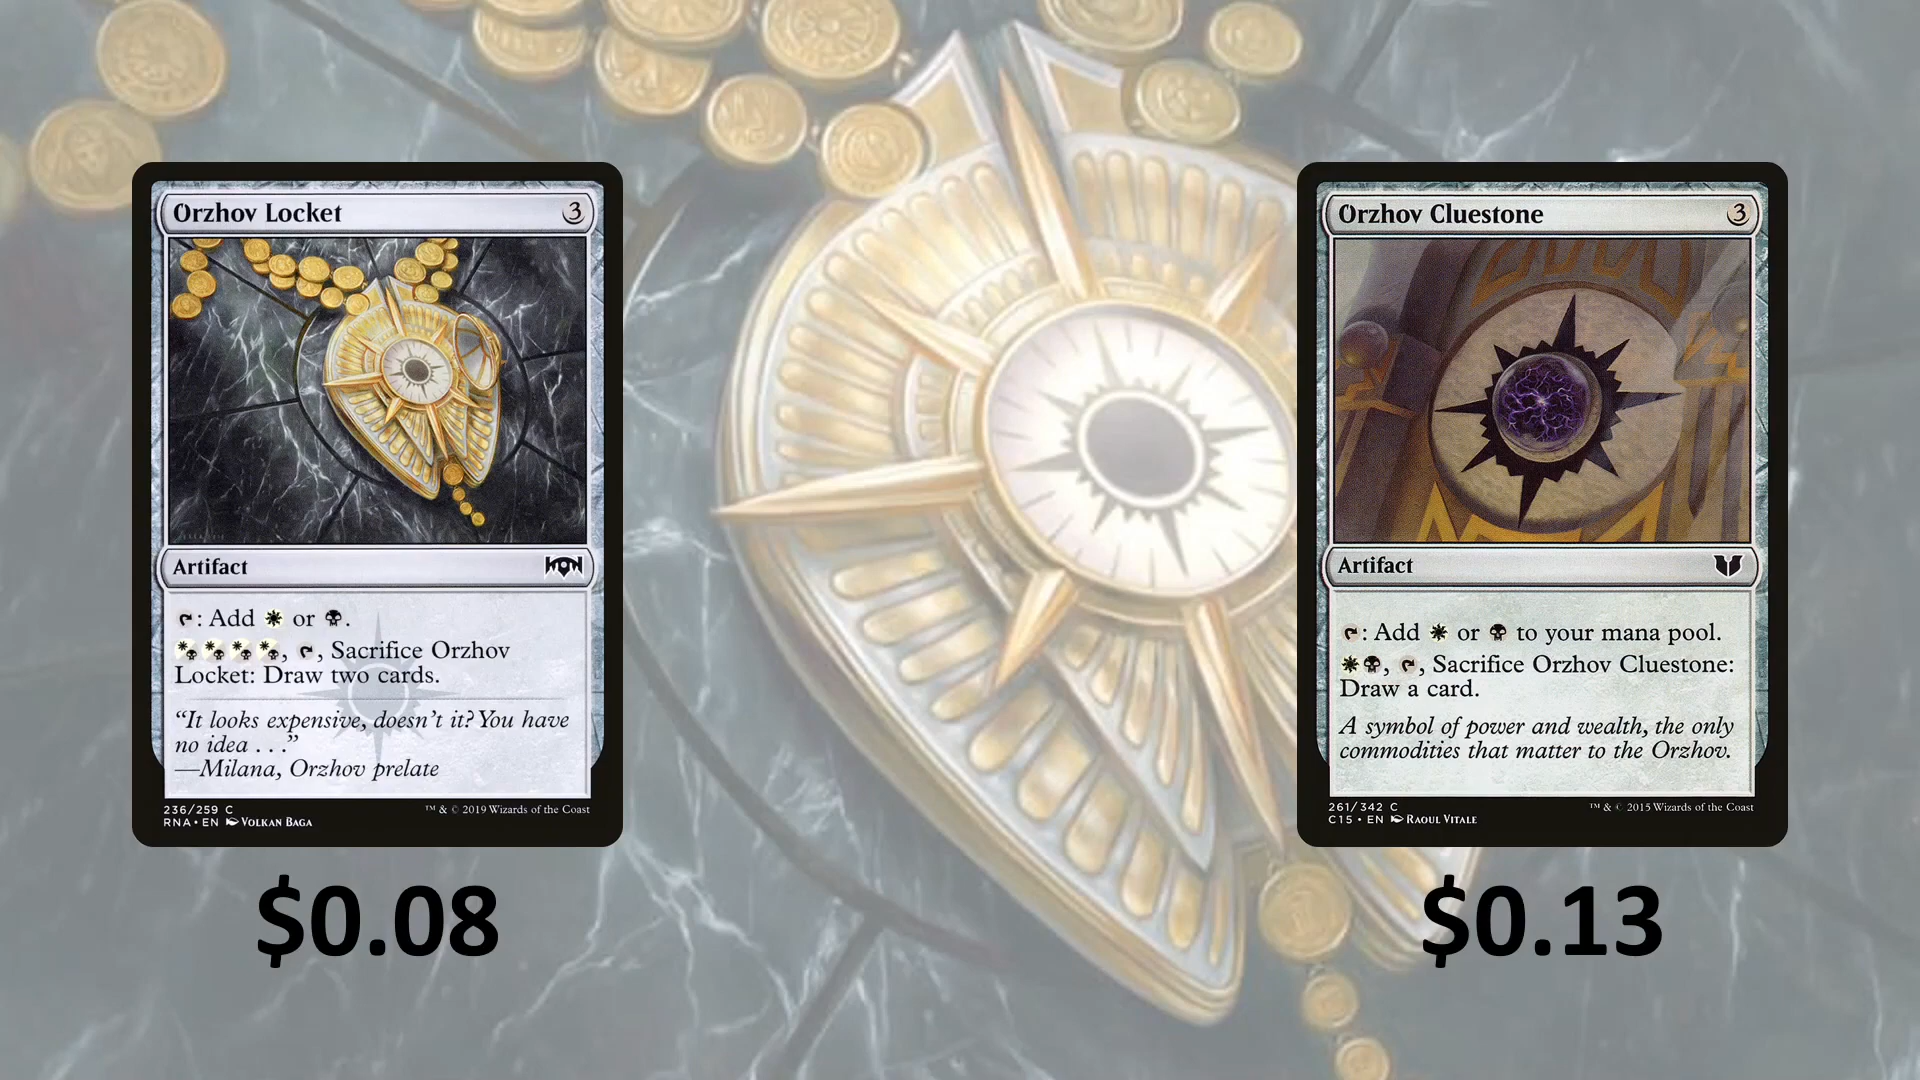 Orzhov Locket 3
Artifact
: Add or .
, , Sacrifice Orzhov
Locket: Draw two cards.
“It looks expensive, doesn’t it? You have
no idea . . .”
—Milana, Orzhov prelate
236/259 C
RNA • EN VOLKAN BAGA
™ & © 2019 Wizards of the Coast
$0.08
Orzhov Cluestone 3
Artifact
: Add or to your mana pool.
, , Sacrifice Orzhov Cluestone:
Draw a card.
A symbol of power and wealth, the only
commodities that matter to the Orzhov.
261/342 C
C15 • EN RAOUL VITALE
™ & © 2015 Wizards of the Coast
$0.13